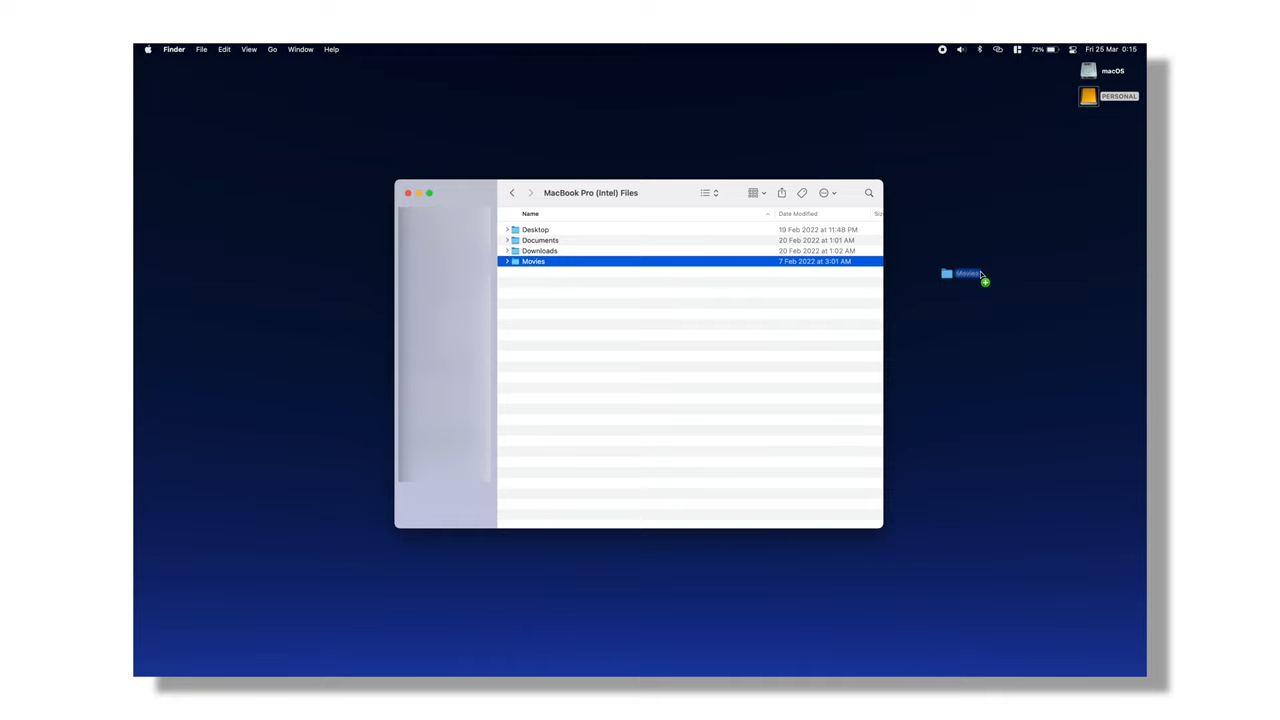 Finder File Edit View Go Window Help 72% Fri 25 Mar 0:15
macOS
PERSONAL
MacBook Pro (Intel) Files
Name Date Modified Siz
Desktop 19 Feb 2022 at 11:48 PM
Documents 20 Feb 2022 at 1:01 AM
Downloads 20 Feb 2022 at 1:02 AM
Movies 7 Feb 2022 at 3:01 AM
Movies